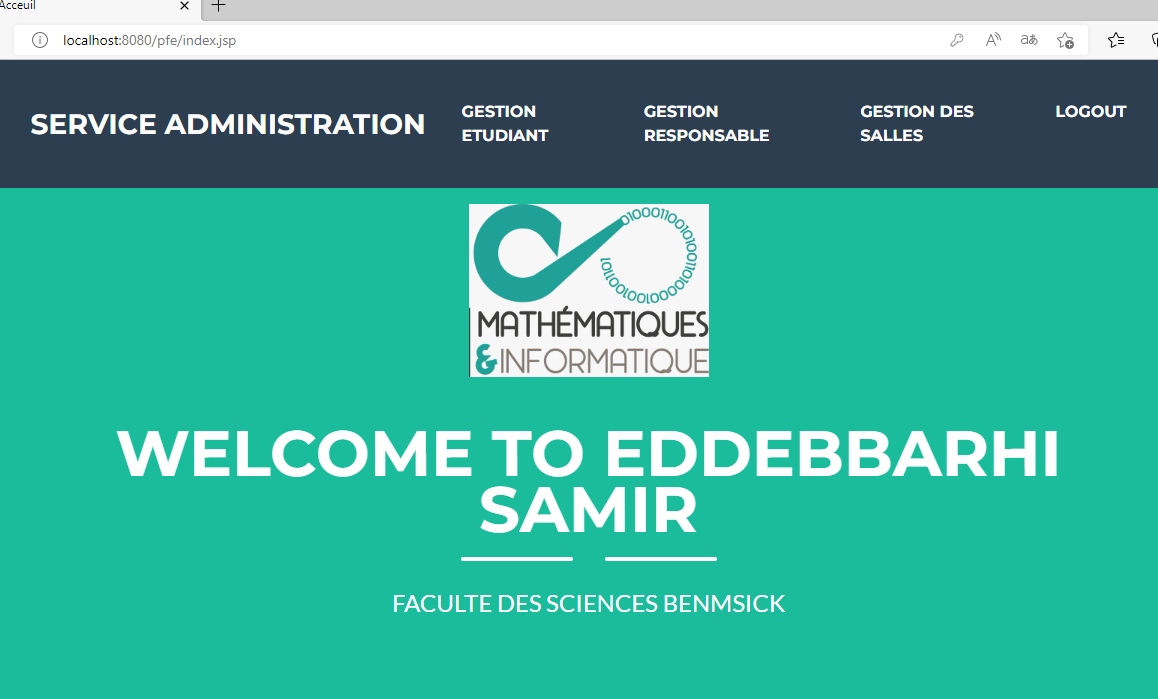 Acceuil
localhost:8080/pfe/index.jsp
SERVICE ADMINISTRATION
GESTION
ETUDIANT
GESTION
RESPONSABLE
GESTION DES
SALLES
LOGOUT
MATHÉMATIQUES
&INFORMATIQUE
WELCOME TO EDDEBBARHI
SAMIR
FACULTE DES SCIENCES BENMSICK